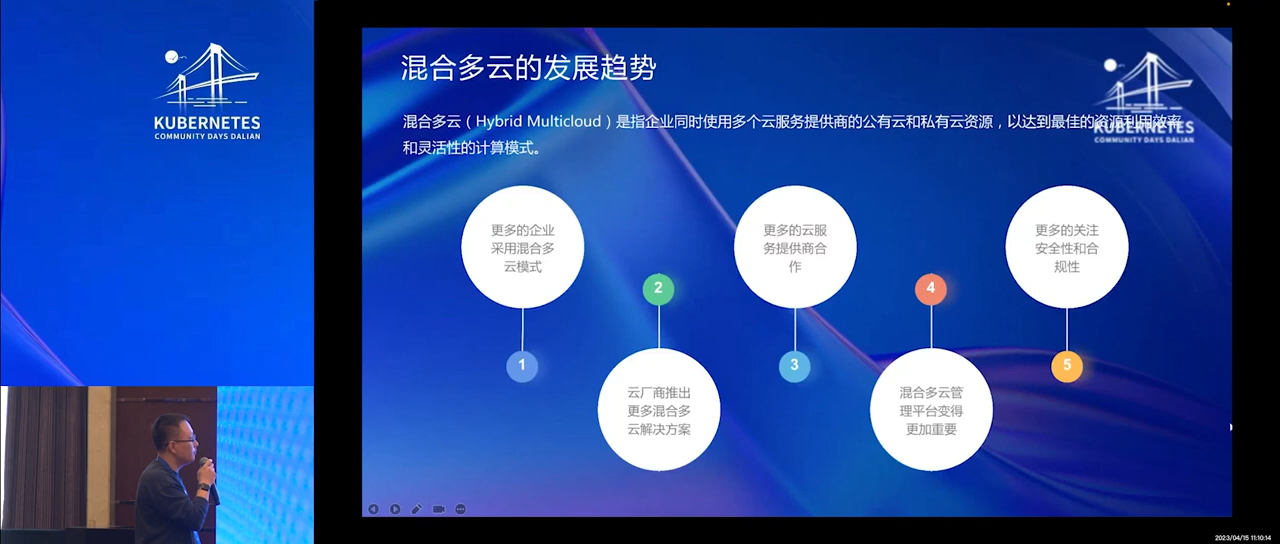 KUBERNETES
COMMUNITY DAYS DALIAN
混合多云的发展趋势
KUBERNETES
COMMUNITY DAYS DALIAN
混合多云（Hybrid Multicloud）是指企业同时使用多个云服务提供商的公有云和私有云资源，以达到最佳的资源利用效率
和灵活性的计算模式。
更多的企业
采用混合多
云模式
1
2
云厂商推出
更多混合多
云解决方案
更多的云服
务提供商合
作
3
4
混合多云管
理平台变得
更加重要
更多的关注
安全性和合
规性
5
2023/04/15 11:10:14